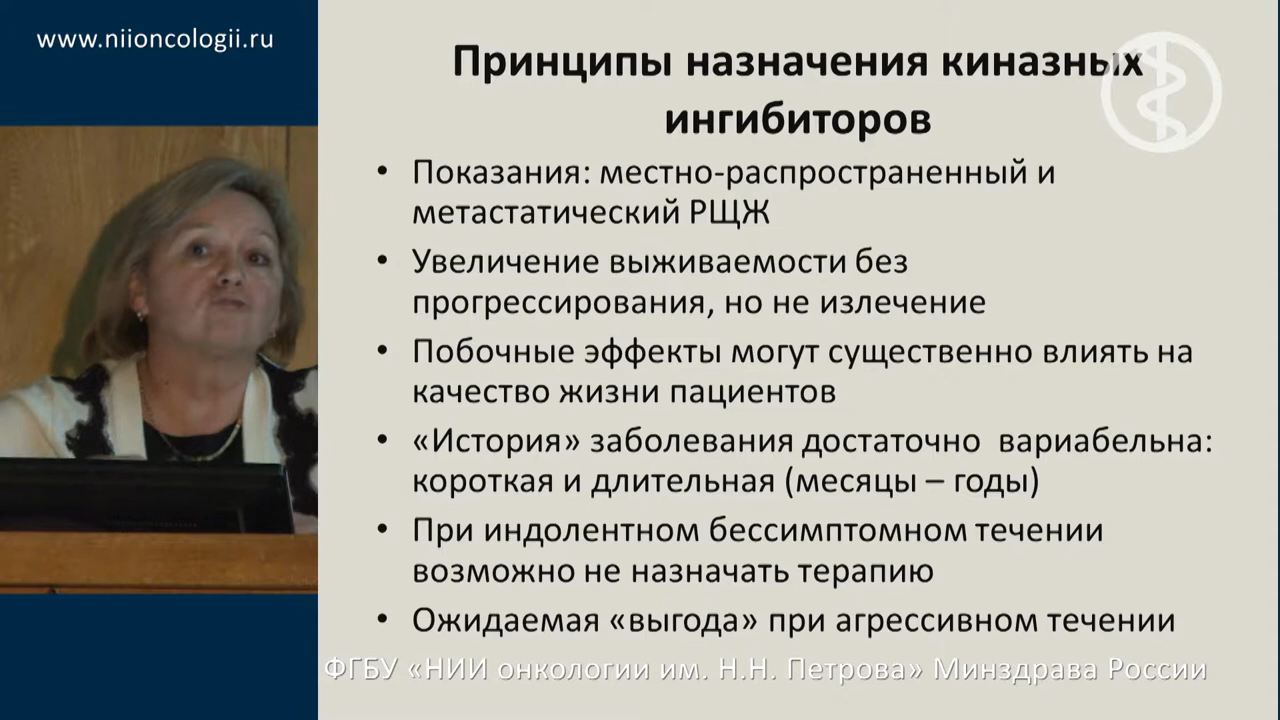 www.niioncologii.ru
Принципы назначения киназных
ингибиторов
• Показания: местно-распространенный и
метастатический РЩЖ
• Увеличение выживаемости без
прогрессирования, но не излечение
• Побочные эффекты могут существенно влиять на
качество жизни пациентов
• «История» заболевания достаточно  вариабельна:
короткая и длительная (месяцы – годы)
• При индолентном бессимптомном течении
возможно не назначать терапию
• Ожидаемая «выгода» при агрессивном течении
ФГБУ «НИИ онкологии им. Н.Н. Петрова» Минздрава России